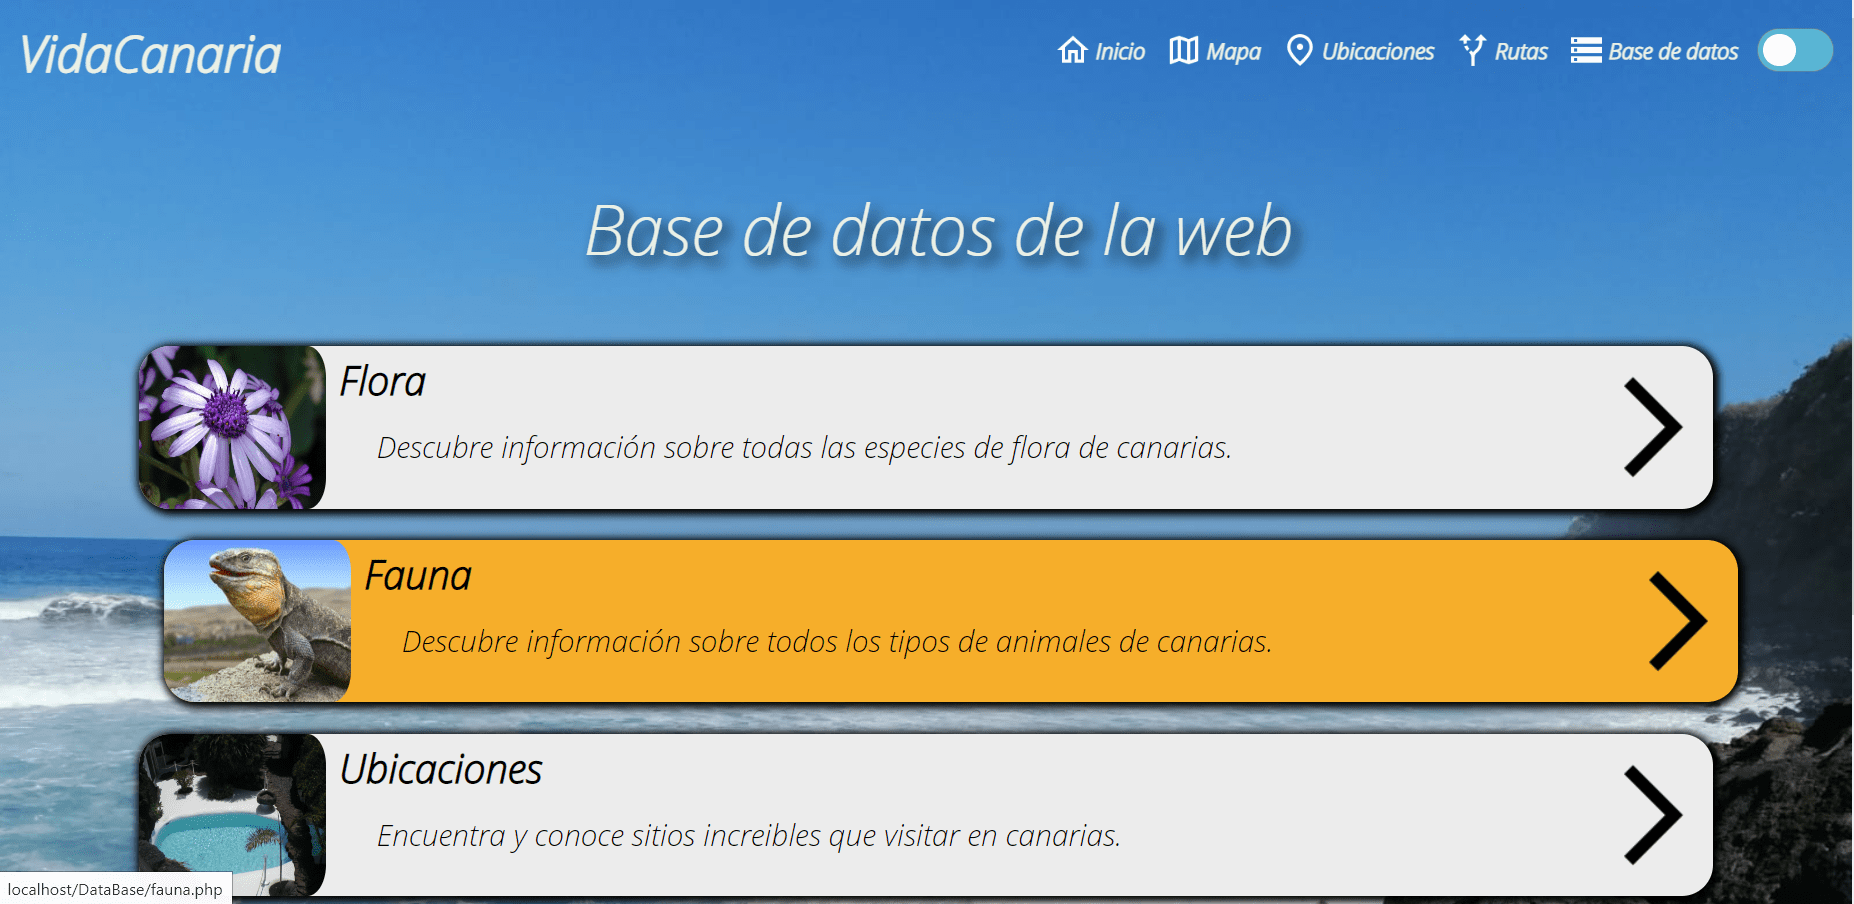 VidaCanaria
Inicio Mapa Ubicaciones Rutas Base de datos
Base de datos de la web
Flora
Descubre información sobre todas las especies de flora de canarias.
Fauna
Descubre información sobre todos los tipos de animales de canarias.
Ubicaciones
Encuentra y conoce sitios increibles que visitar en canarias.
localhost/DataBase/fauna.php